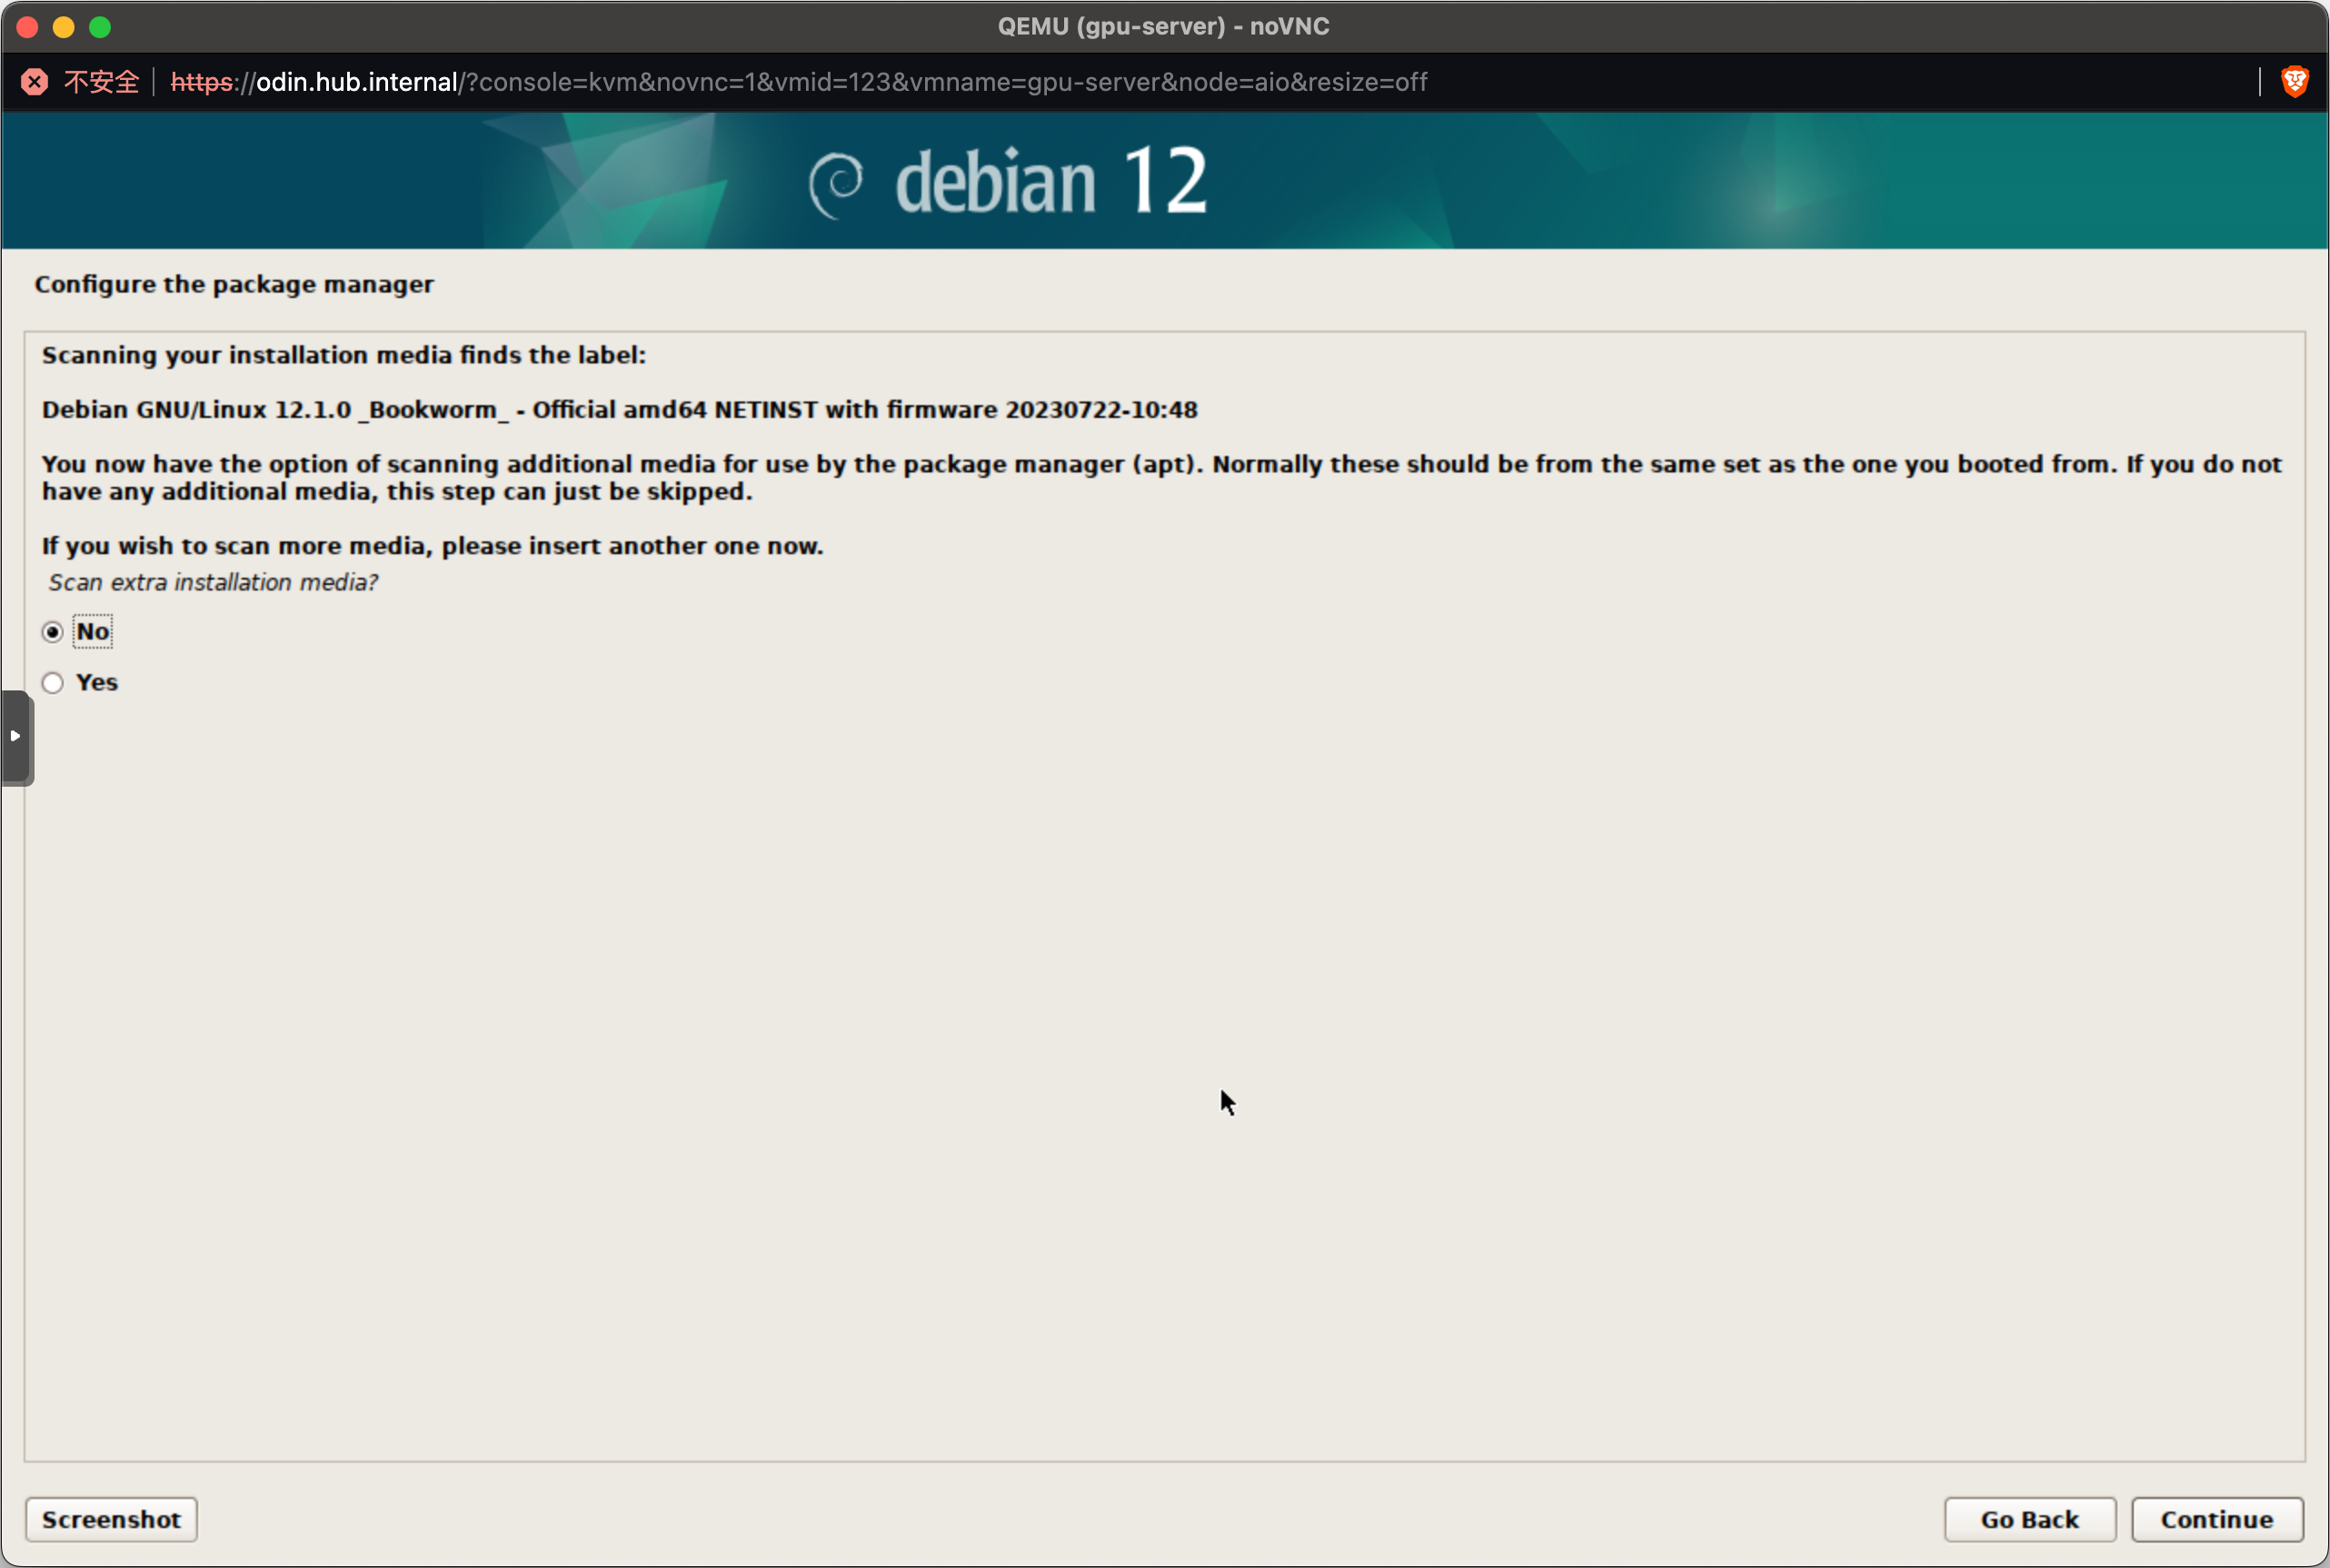 QEMU (gpu-server) - noVNC
不安全 https://odin.hub.internal/?console=kvm&novnc=1&vmid=123&vmname=gpu-server&node=aio&resize=off
debian 12
Configure the package manager
Scanning your installation media finds the label:
Debian GNU/Linux 12.1.0 _Bookworm_ - Official amd64 NETINST with firmware 20230722-10:48
You now have the option of scanning additional media for use by the package manager (apt). Normally these should be from the same set as the one you booted from. If you do not
have any additional media, this step can just be skipped.
If you wish to scan more media, please insert another one now.
Scan extra installation media?
No
Yes
Screenshot
Go Back
Continue